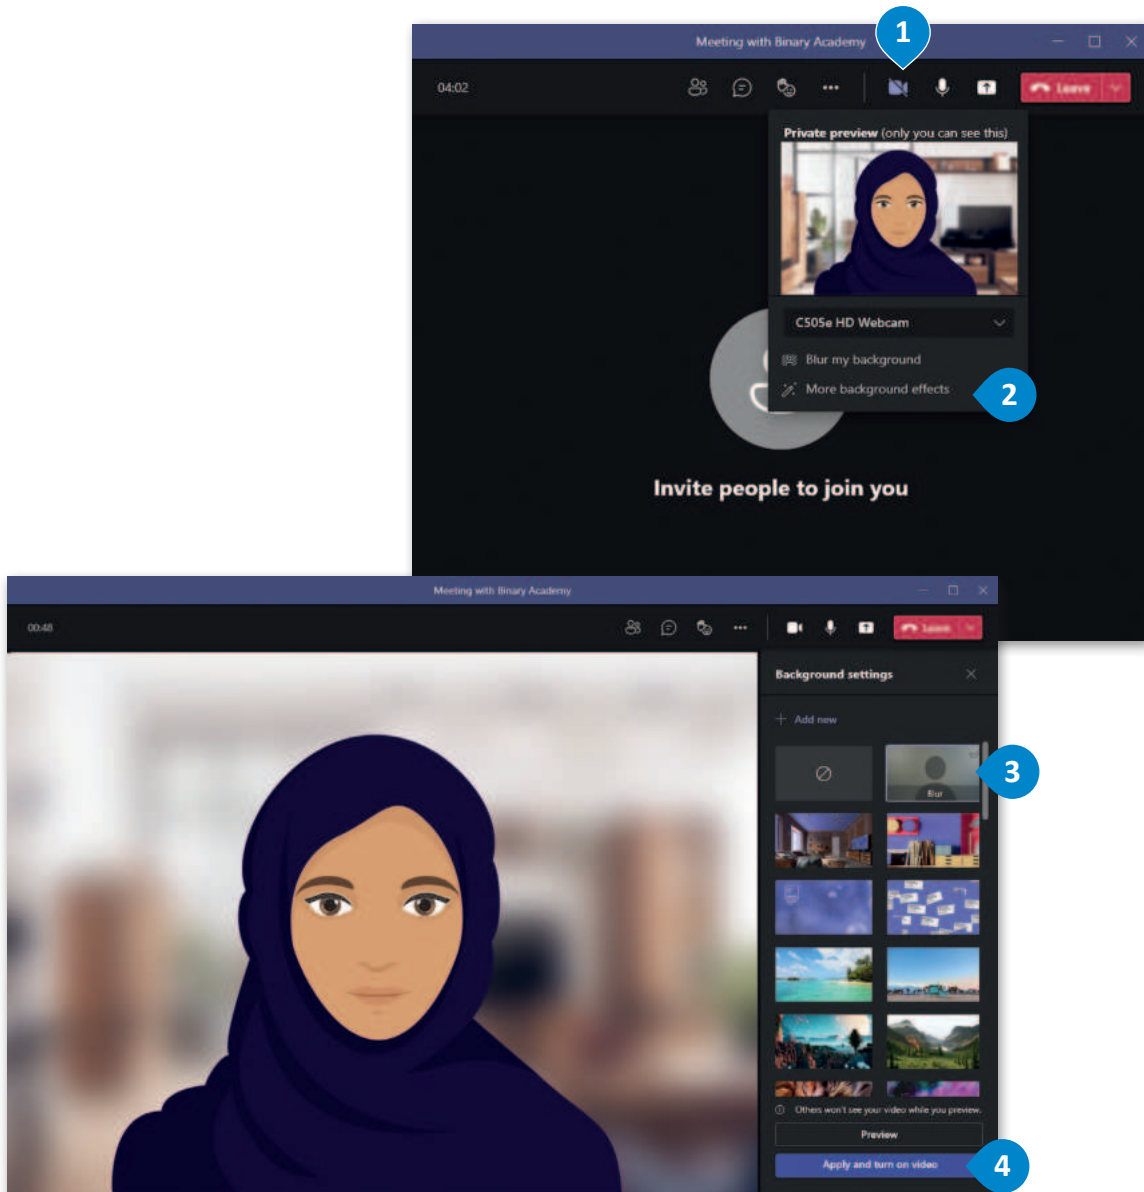 1
Meeting with Binary Academy
04:02
Leave
Private preview (only you can see this)
C505e HD Webcam
Blur my background
More background effects
2
Invite people to join you
Meeting with Binary Academy
00:48
Leave
Background settings
Add new
Blur
3
Others won't see your video while you preview.
Preview
Apply and turn on video
4